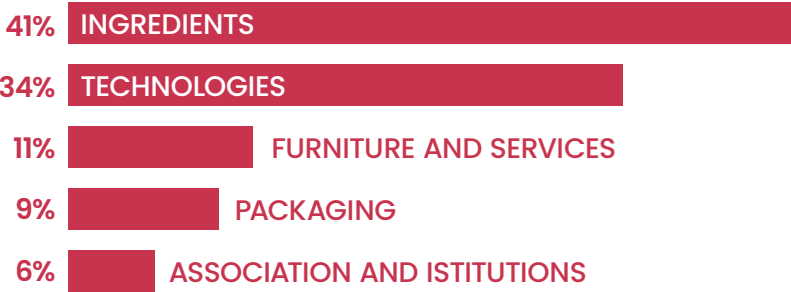 41% INGREDIENTS
34% TECHNOLOGIES
11% FURNITURE AND SERVICES
9% PACKAGING
6% ASSOCIATION AND ISTITUTIONS